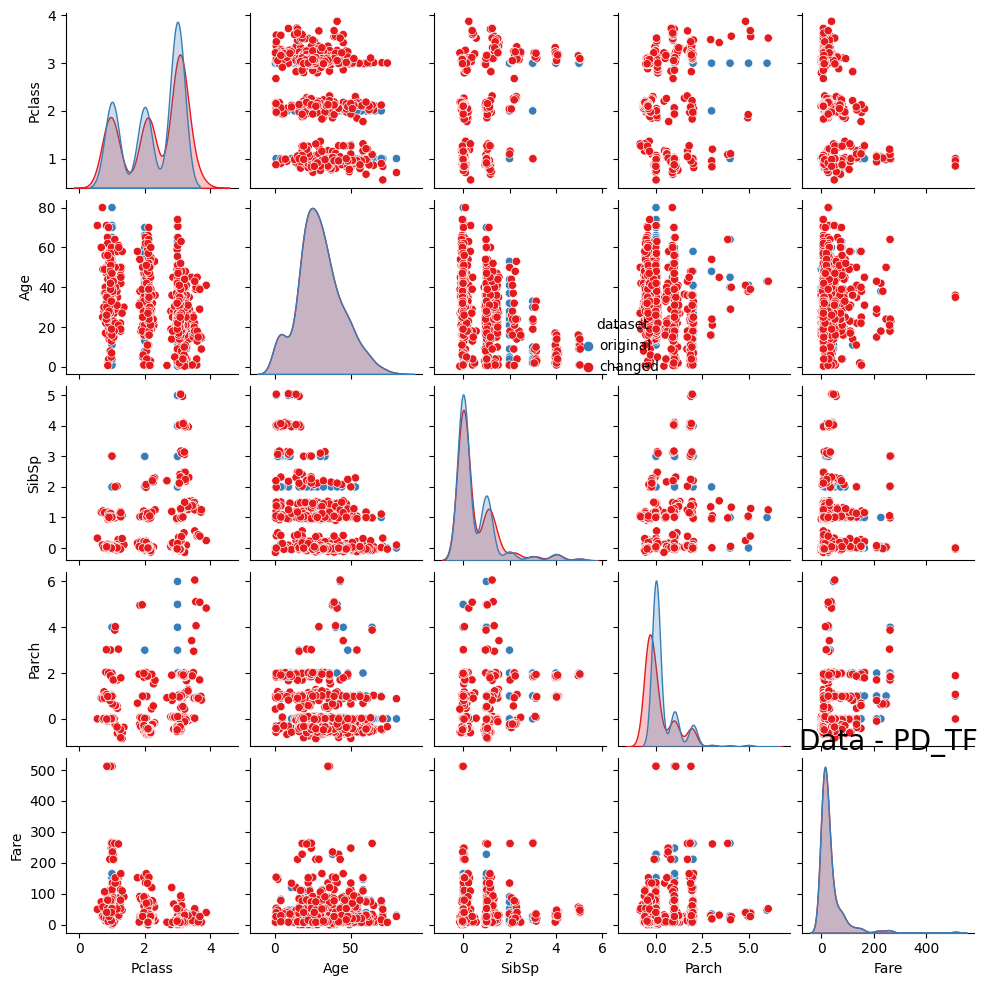 4
3
2
1
Pclass
80
60
40
20
0
Age
dataset
original
changed
5
4
3
2
1
0
SibSp
6
4
2
0
Parch
Data - PD_TF
500
400
300
200
100
0
Fare
0 2 4
0 50
0 2 4 6
0.0 2.5 5.0
0 200 400
Pclass Age SibSp Parch Fare